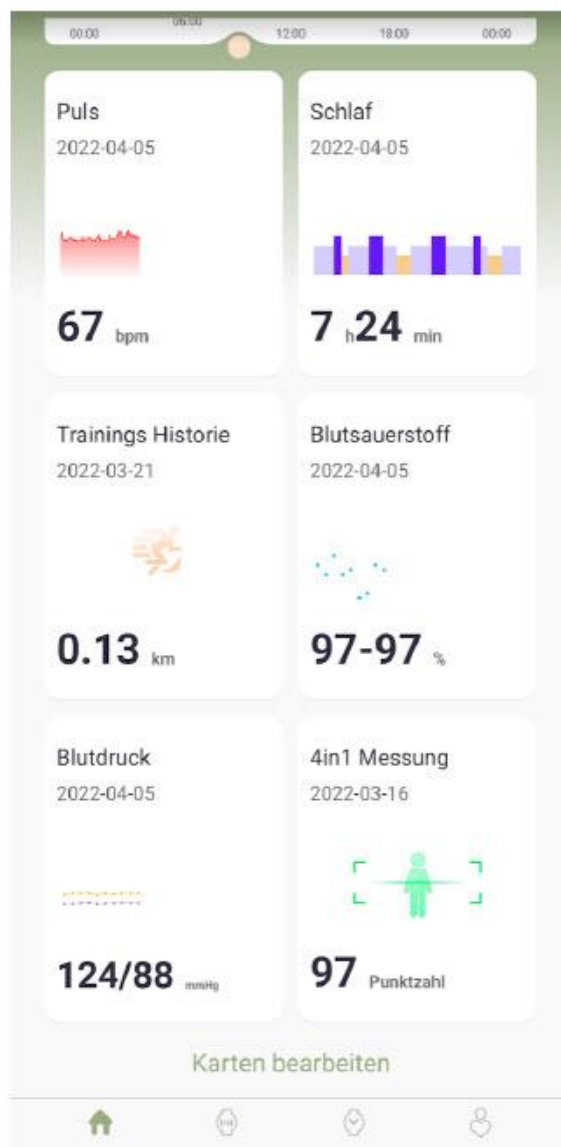 00:00 06:00 12:00 18:00 00:00
Puls
2022-04-05
67 bpm
Schlaf
2022-04-05
7 h 24 min
Trainings Historie
2022-03-21
0.13 km
Blutsauerstoff
2022-04-05
97-97 %
Blutdruck
2022-04-05
124/88 mmHg
4in1 Messung
2022-03-16
97 Punktzahl
Karten bearbeiten